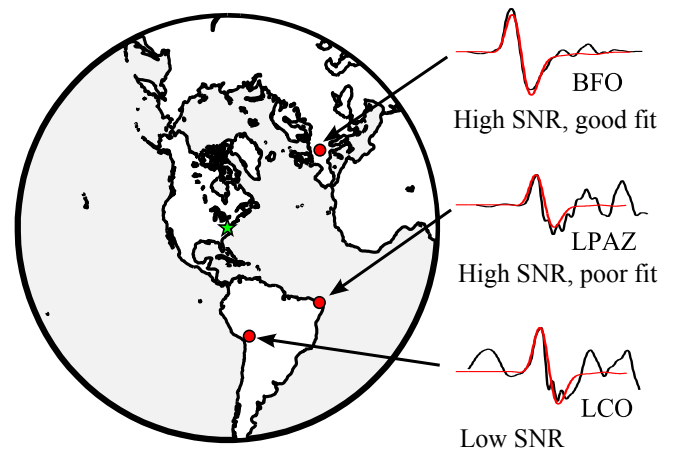 BFO
High SNR, good fit
LPAZ
High SNR, poor fit
LCO
Low SNR